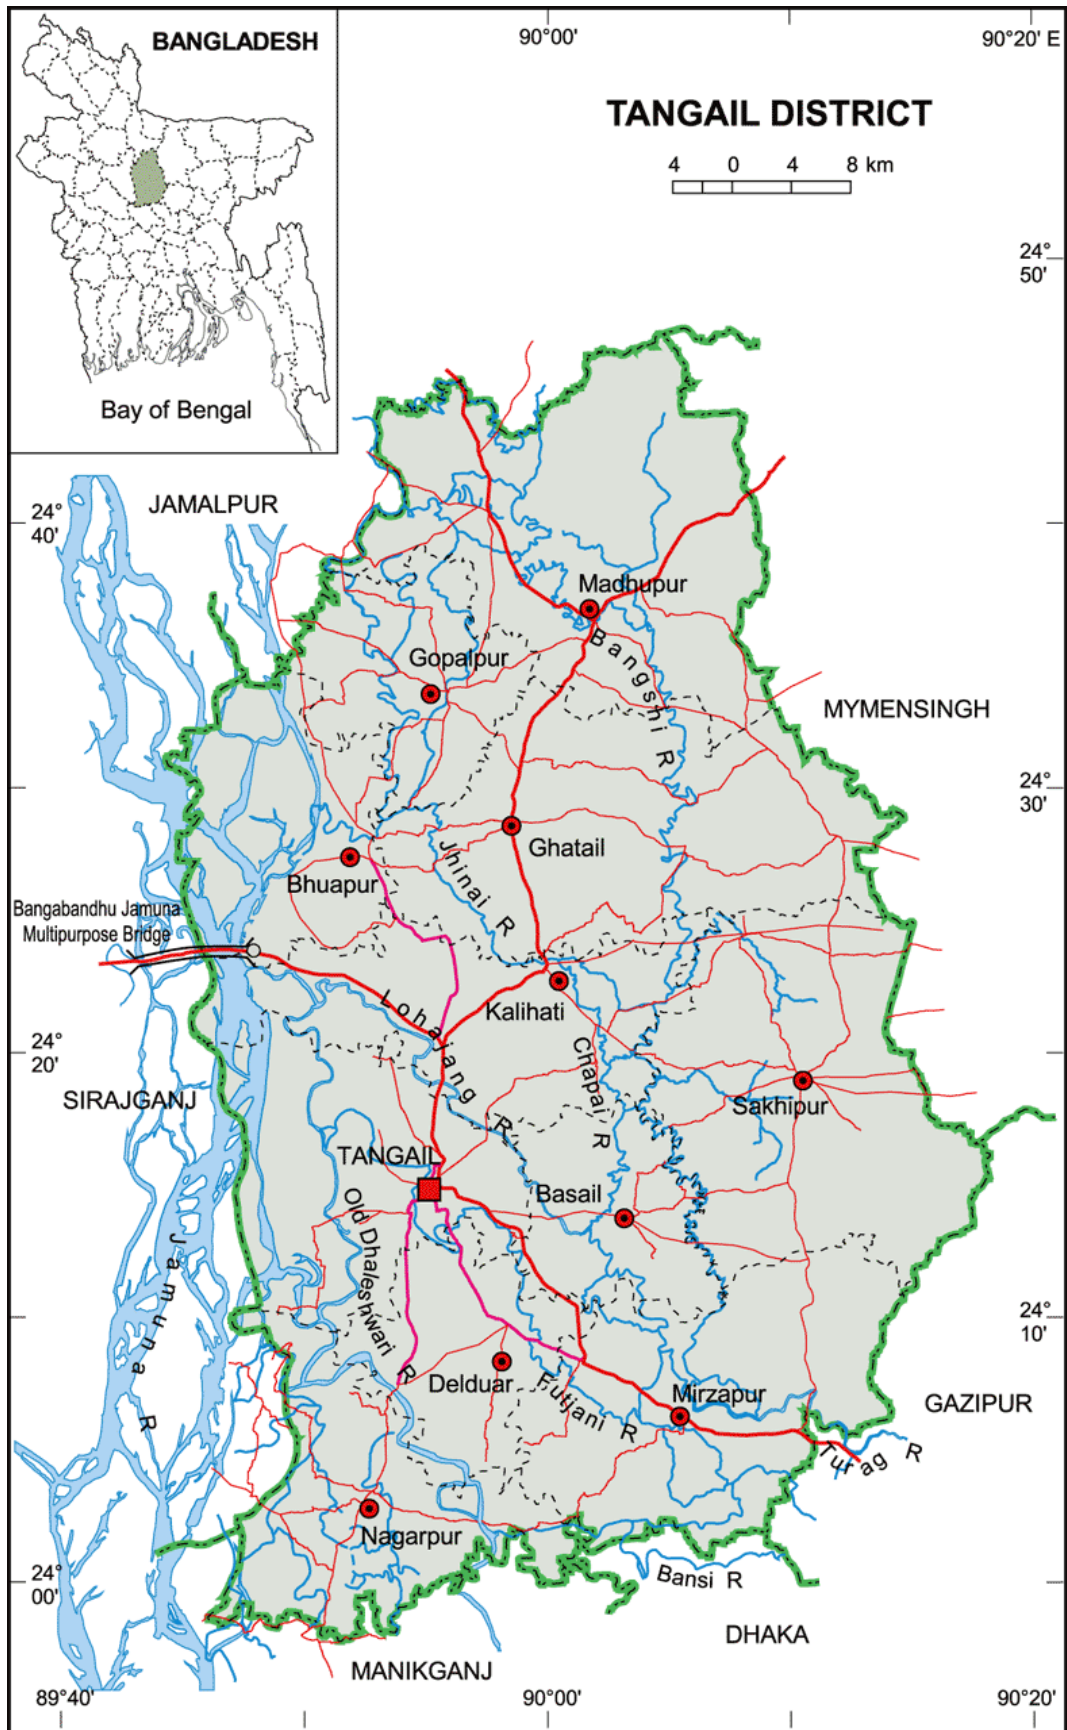 BANGLADESH
Bay of Bengal
90°00'
90°20' E
TANGAIL DISTRICT
4 0 4 8 km
24°
50'
JAMALPUR
24°
40'
Madhupur
Bangshi R
Gopalpur
MYMENSINGH
24°
30'
Ghatail
Jhinai R
Bhuapur
Bangabandhu Jamuna
Multipurpose Bridge
Kalihati
Lohajang R
24°
20'
Chapai R
SIRAJGANJ
Sakhipur
TANGAIL
Basail
Old Dhaleshwari R
Jamuna R
24°
10'
Delduar
Futjani R
Mirzapur
GAZIPUR
Turag R
Nagarpur
24°
00'
Bansi R
DHAKA
MANIKGANJ
89°40'
90°00'
90°20'